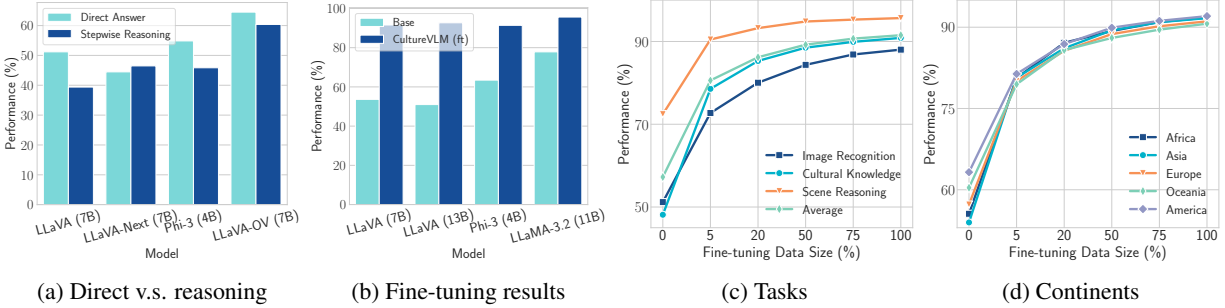 Performance (%)
60
50
40
30
20
10
0
Direct Answer
Stepwise Reasoning
LLaVA (7B)
LLaVA-Next (7B)
Phi-3 (4B)
LLaVA-OV (7B)
Model
(a) Direct v.s. reasoning
Performance (%)
100
80
60
40
20
0
Base
CultureVLM (ft)
LLaVA (7B)
LLaVA (13B)
Phi-3 (4B)
LLaMA-3.2 (11B)
Model
(b) Fine-tuning results
Performance (%)
90
70
50
Image Recognition
Cultural Knowledge
Scene Reasoning
Average
0 5 20 50 75 100
Fine-tuning Data Size (%)
(c) Tasks
Performance (%)
90
75
60
Africa
Asia
Europe
Oceania
America
0 5 20 50 75 100
Fine-tuning Data Size (%)
(d) Continents